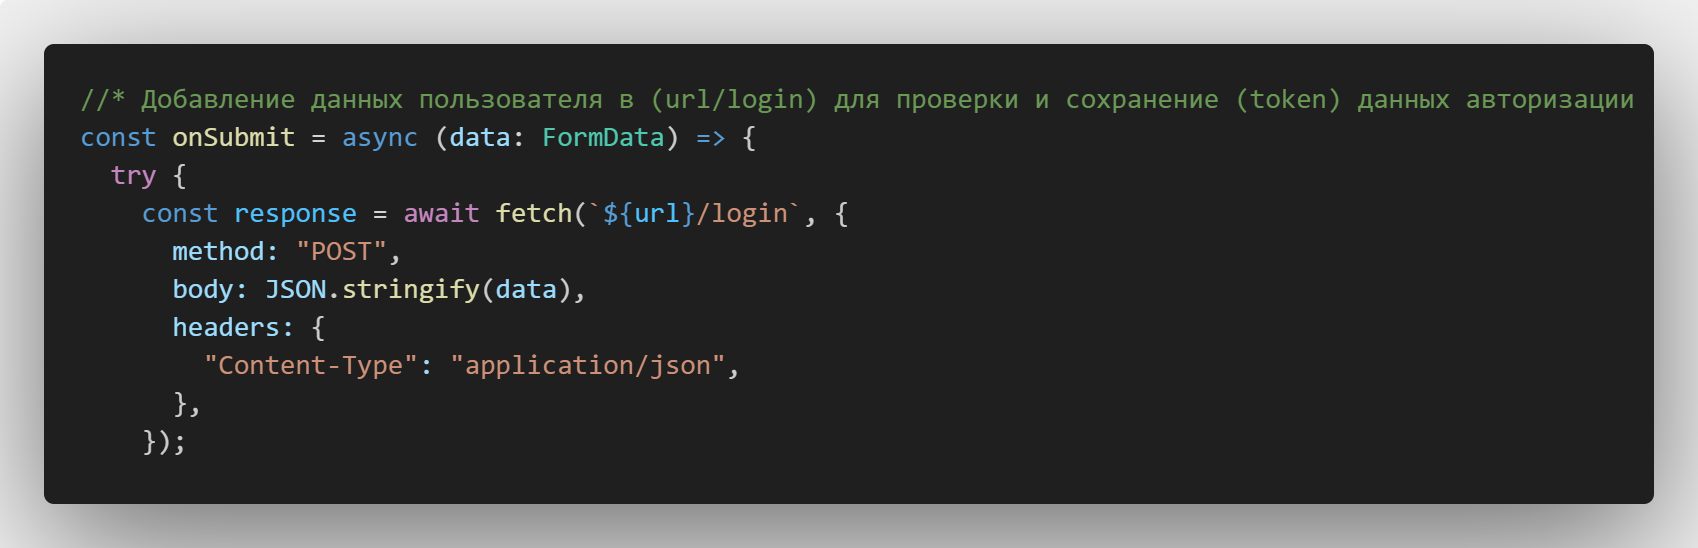 //* Добавление данных пользователя в (url/login) для проверки и сохранение (token) данных авторизации
const onSubmit = async (data: FormData) => {
  try {
    const response = await fetch(`${url}/login`, {
      method: "POST",
      body: JSON.stringify(data),
      headers: {
        "Content-Type": "application/json",
      },
    });